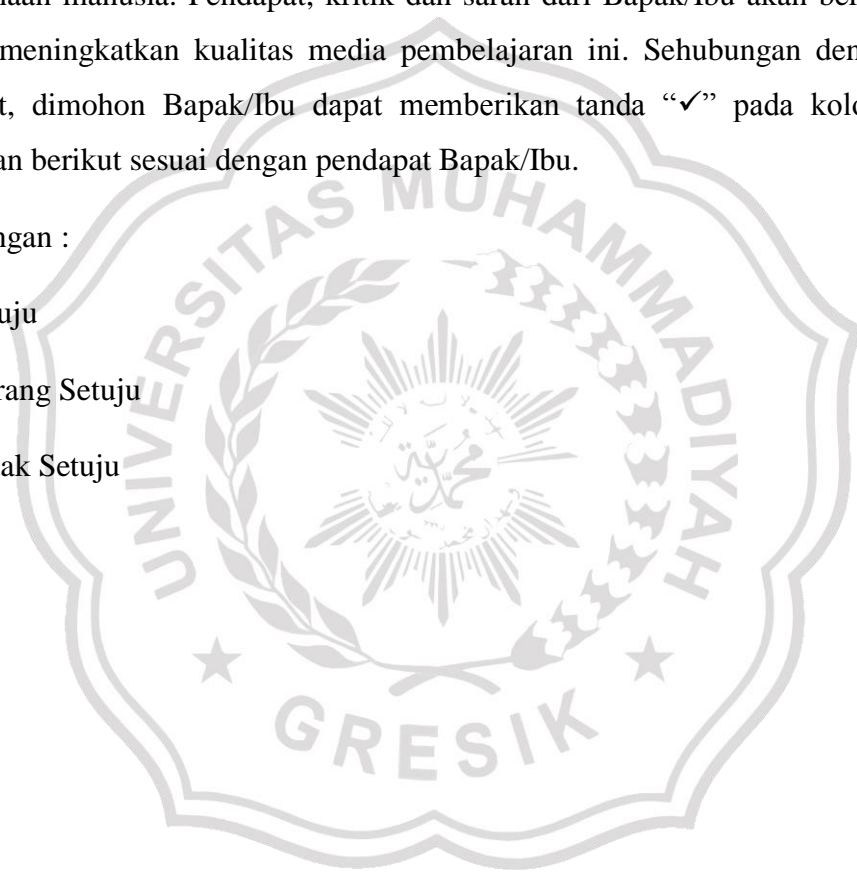 naan manusia. Pendapat, kritik dan saran dari Bapak/Ibu akan ber
meningkatkan kualitas media pembelajaran ini. Sehubungan den
t, dimohon Bapak/Ibu dapat memberikan tanda “✓” pada kolo
an berikut sesuai dengan pendapat Bapak/Ibu.
ngan :
uju
rang Setuju
ak Setuju
UNIVERSITAS MUHAMMADIYAH
GRESIK